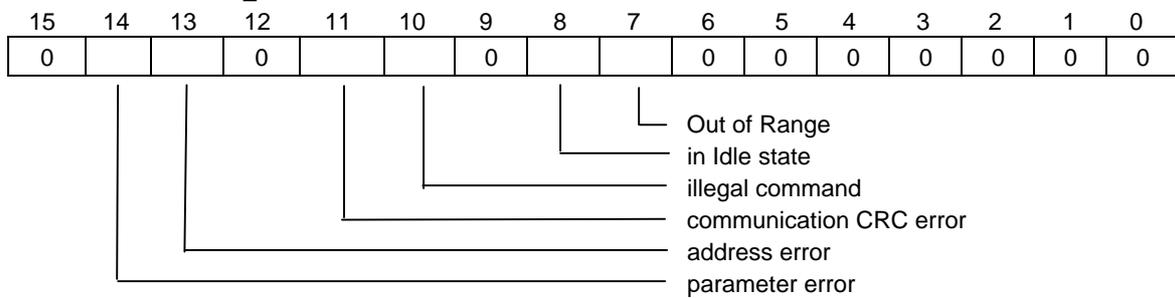 15 14 13 12 11 10 9 8 7 6 5 4 3 2 1 0
0 0 0 0 0 0 0 0 0 0
Out of Range
in Idle state
illegal command
communication CRC error
address error
parameter error